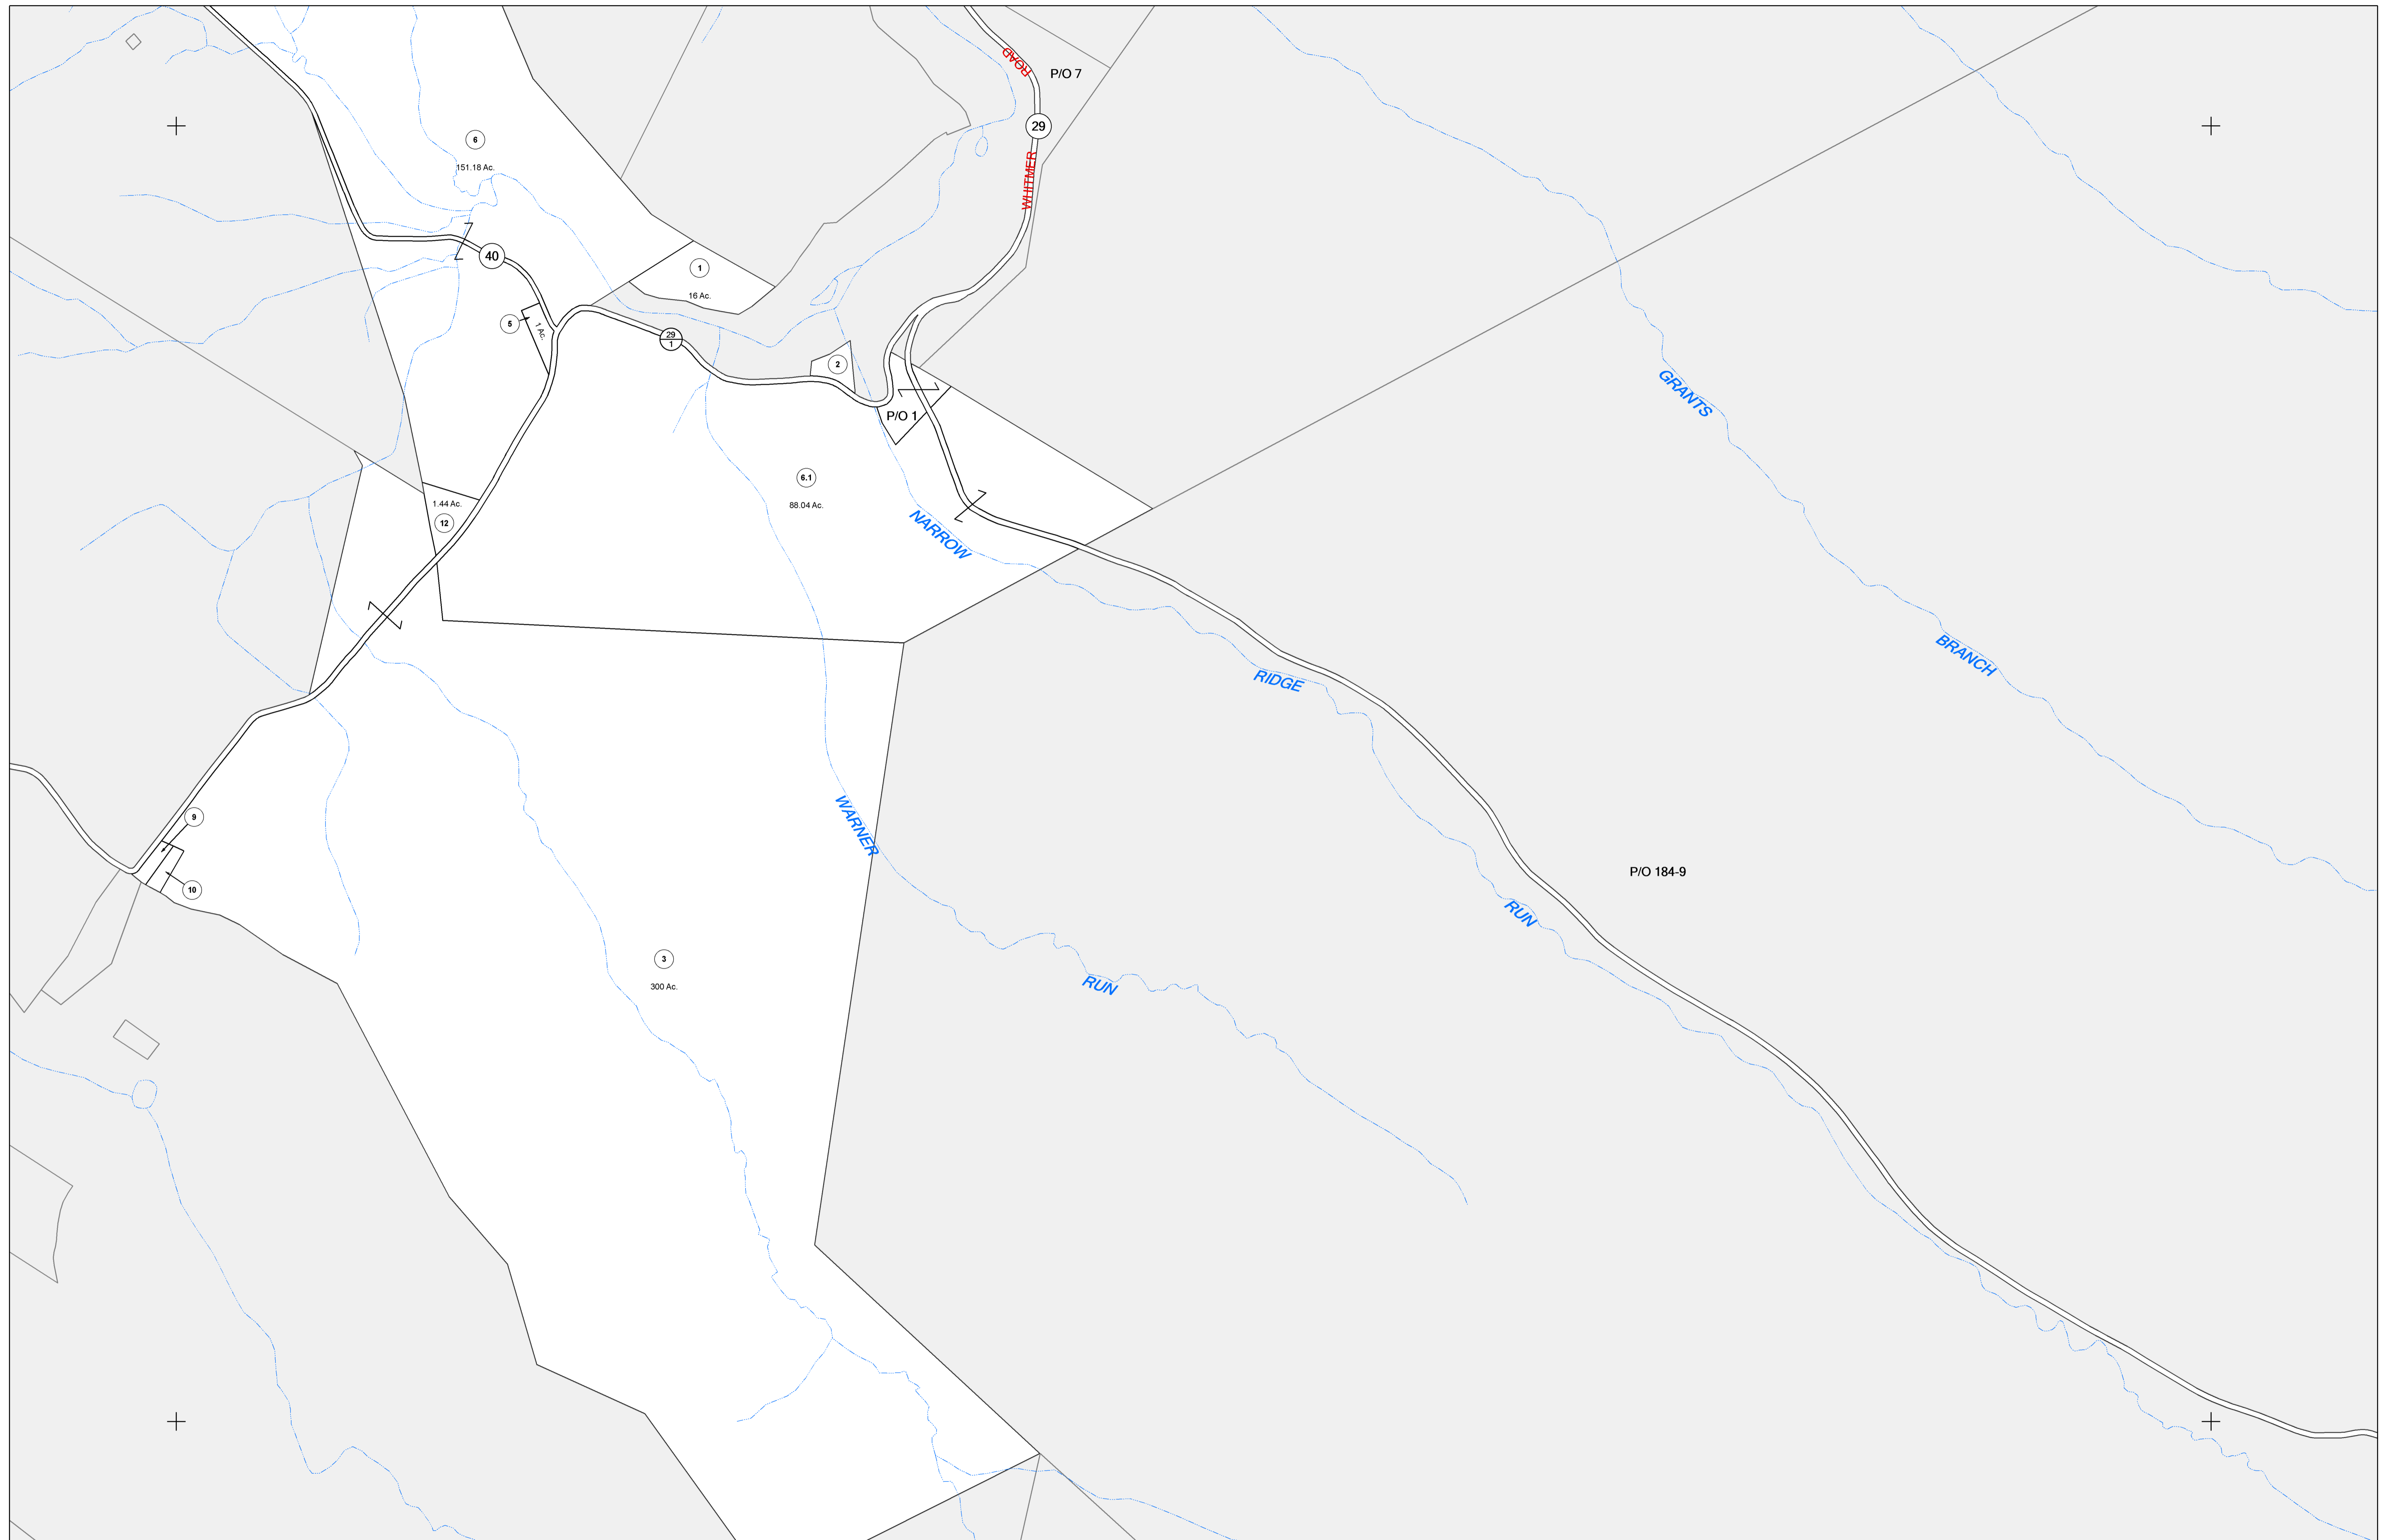 ROAD
P/O 7
29
WHITMER
6
151.18 Ac.
40
1
16 Ac.
5
1 Ac.
29
1
2
P/O 1
GRANTS
6.1
88.04 Ac.
1.44 Ac.
12
NARROW
BRANCH
RIDGE
9
WARNER
10
P/O 184-9
RUN
3
300 Ac.
RUN